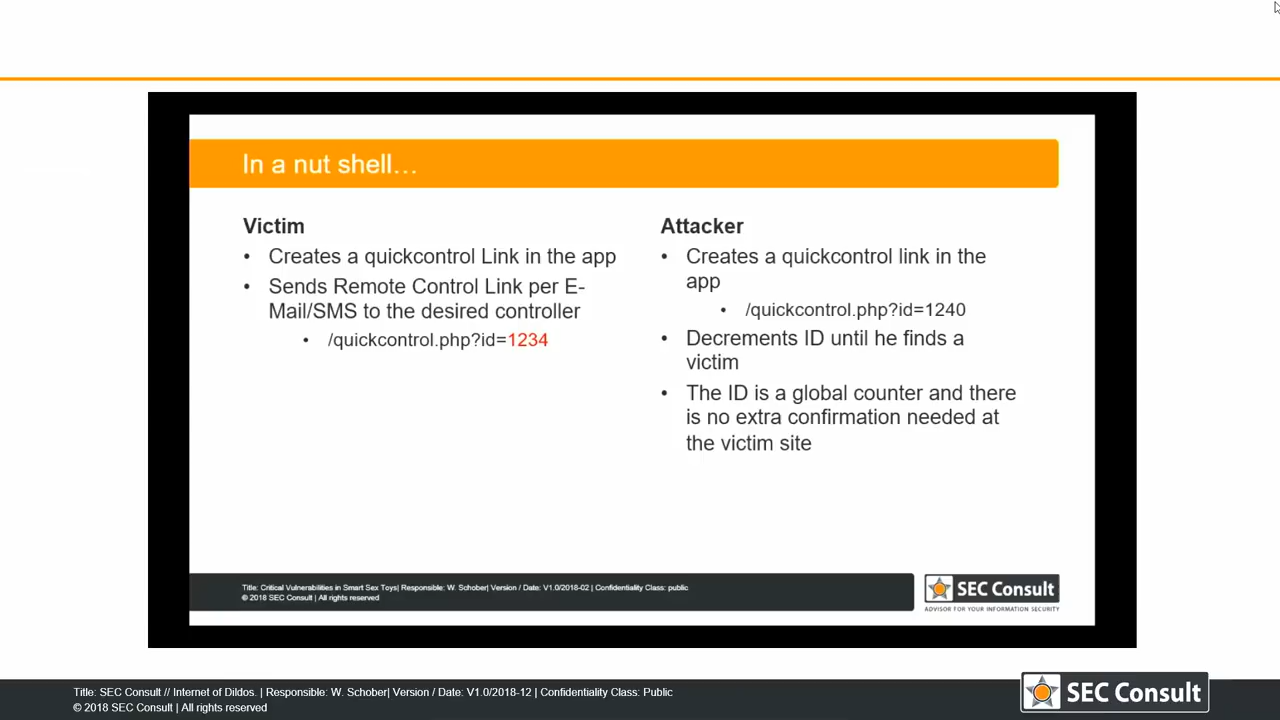 In a nut shell…
Victim
• Creates a quickcontrol Link in the app
• Sends Remote Control Link per E-
Mail/SMS to the desired controller
• /quickcontrol.php?id=1234
Attacker
• Creates a quickcontrol link in the
app
• /quickcontrol.php?id=1240
• Decrements ID until he finds a
victim
• The ID is a global counter and there
is no extra confirmation needed at
the victim site
Title: Critical Vulnerabilities in Smart Sex Toys| Responsible: W. Schober| Version / Date: V1.0/2018-02 | Confidentiality Class: public
© 2018 SEC Consult | All rights reserved
SEC Consult
ADVISOR FOR YOUR INFORMATION SECURITY
Title: SEC Consult // Internet of Dildos. | Responsible: W. Schober| Version / Date: V1.0/2018-12 | Confidentiality Class: Public
© 2018 SEC Consult | All rights reserved
SEC Consult